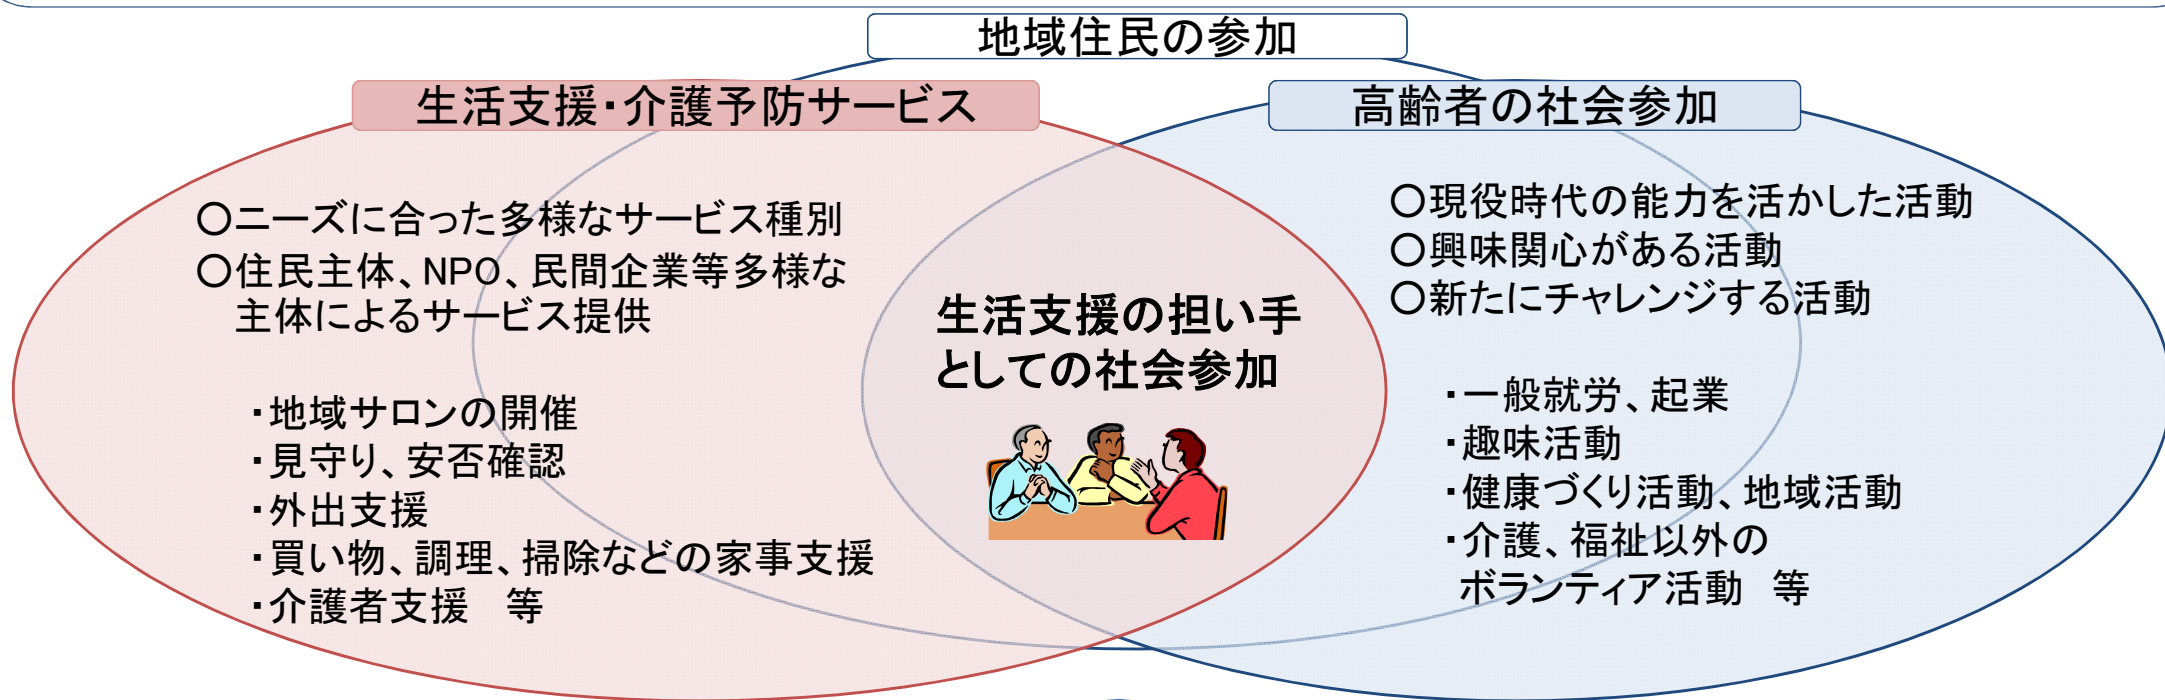 地域住民の参加
生活支援・介護予防サービス
〇ニーズに合った多様なサービス種別
〇住民主体、NPO、民間企業等多様な
主体によるサービス提供
・地域サロンの開催
・見守り、安否確認
・外出支援
・買い物、調理、掃除などの家事支援
・介護者支援　等
生活支援の担い手
としての社会参加
高齢者の社会参加
〇現役時代の能力を活かした活動
〇興味関心がある活動
〇新たにチャレンジする活動
・一般就労、起業
・趣味活動
・健康づくり活動、地域活動
・介護、福祉以外の
ボランティア活動　等